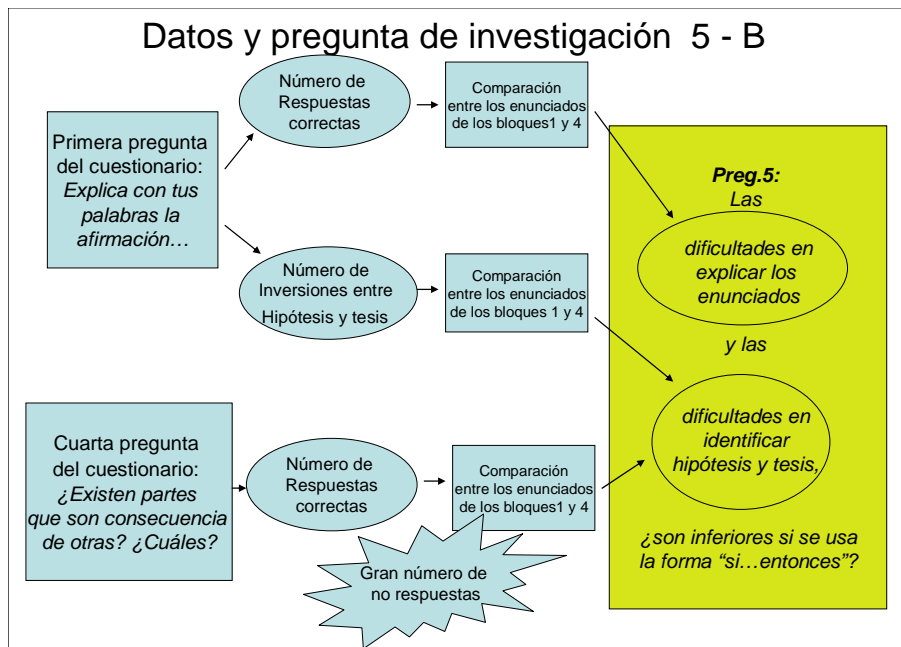 Datos y pregunta de investigación 5 - B
Primera pregunta
del cuestionario:
Explica con tus
palabras la
afirmación…
Número de
Respuestas
correctas
Comparación
entre los enunciados
de los bloques1 y 4
Número de
Inversiones entre
Hipótesis y tesis
Comparación
entre los enunciados
de los bloques 1 y 4
Cuarta pregunta
del cuestionario:
¿Existen partes
que son consecuencia
de otras? ¿Cuáles?
Número de
Respuestas
correctas
Comparación
entre los enunciados
de los bloques1 y 4
Gran número de
no respuestas
Preg.5:
Las
dificultades en
explicar los
enunciados
y las
dificultades en
identificar
hipótesis y tesis,
¿son inferiores si se usa
la forma “si…entonces”?